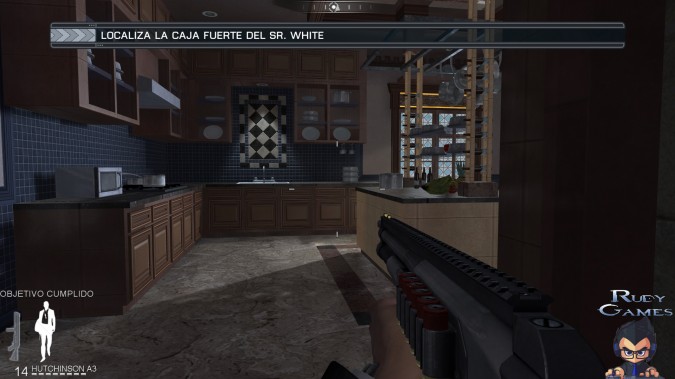 LOCALIZA LA CAJA FUERTE DEL SR. WHITE
OBJETIVO CUMPLIDO
14 HUTCHINSON A3
RUDY
GAMES